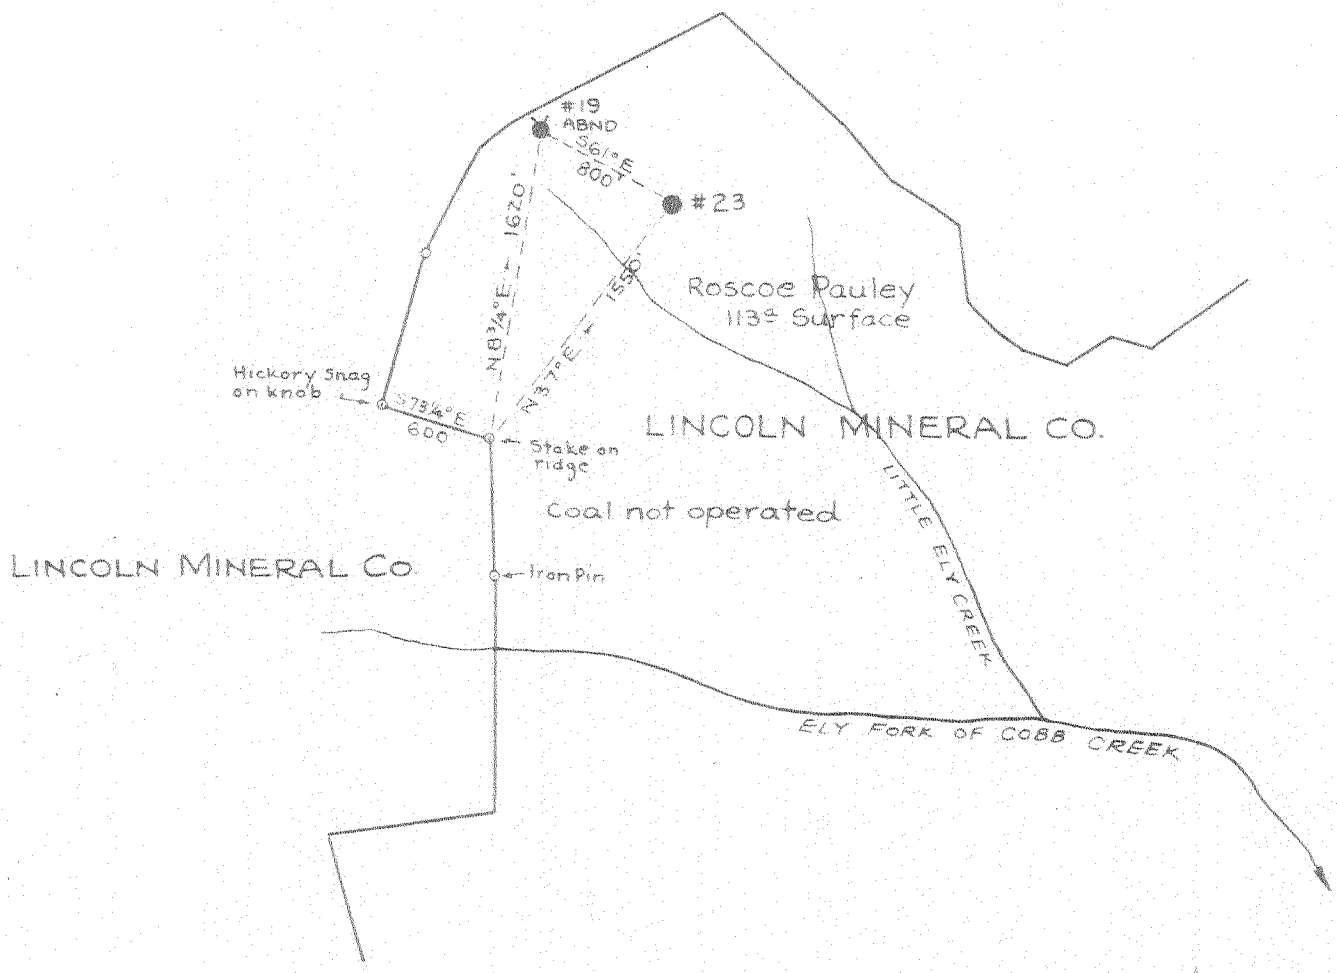 #19
ABND
S61°E
800'
#23
N8¾°E - 1620'
N37°E - 1550'
Roscoe Pauley
113ª Surface
Hickory Snag
on knob
S73¼°E
600
Stake on
ridge
LINCOLN MINERAL CO.
Coal not operated
LITTLE ELY CREEK
LINCOLN MINERAL CO
Iron Pin
ELY FORK OF COBB CREEK